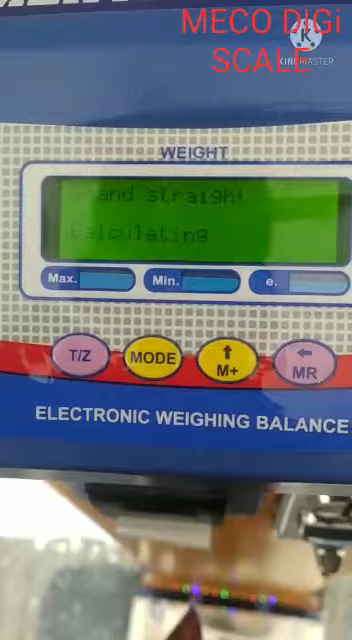 MECO DiGi
SCALE
KINEMASTER
WEIGHT
and straight
Calculating
Max.
Min.
e.
T/Z
MODE
M+
MR
ELECTRONIC WEIGHING BALANCE